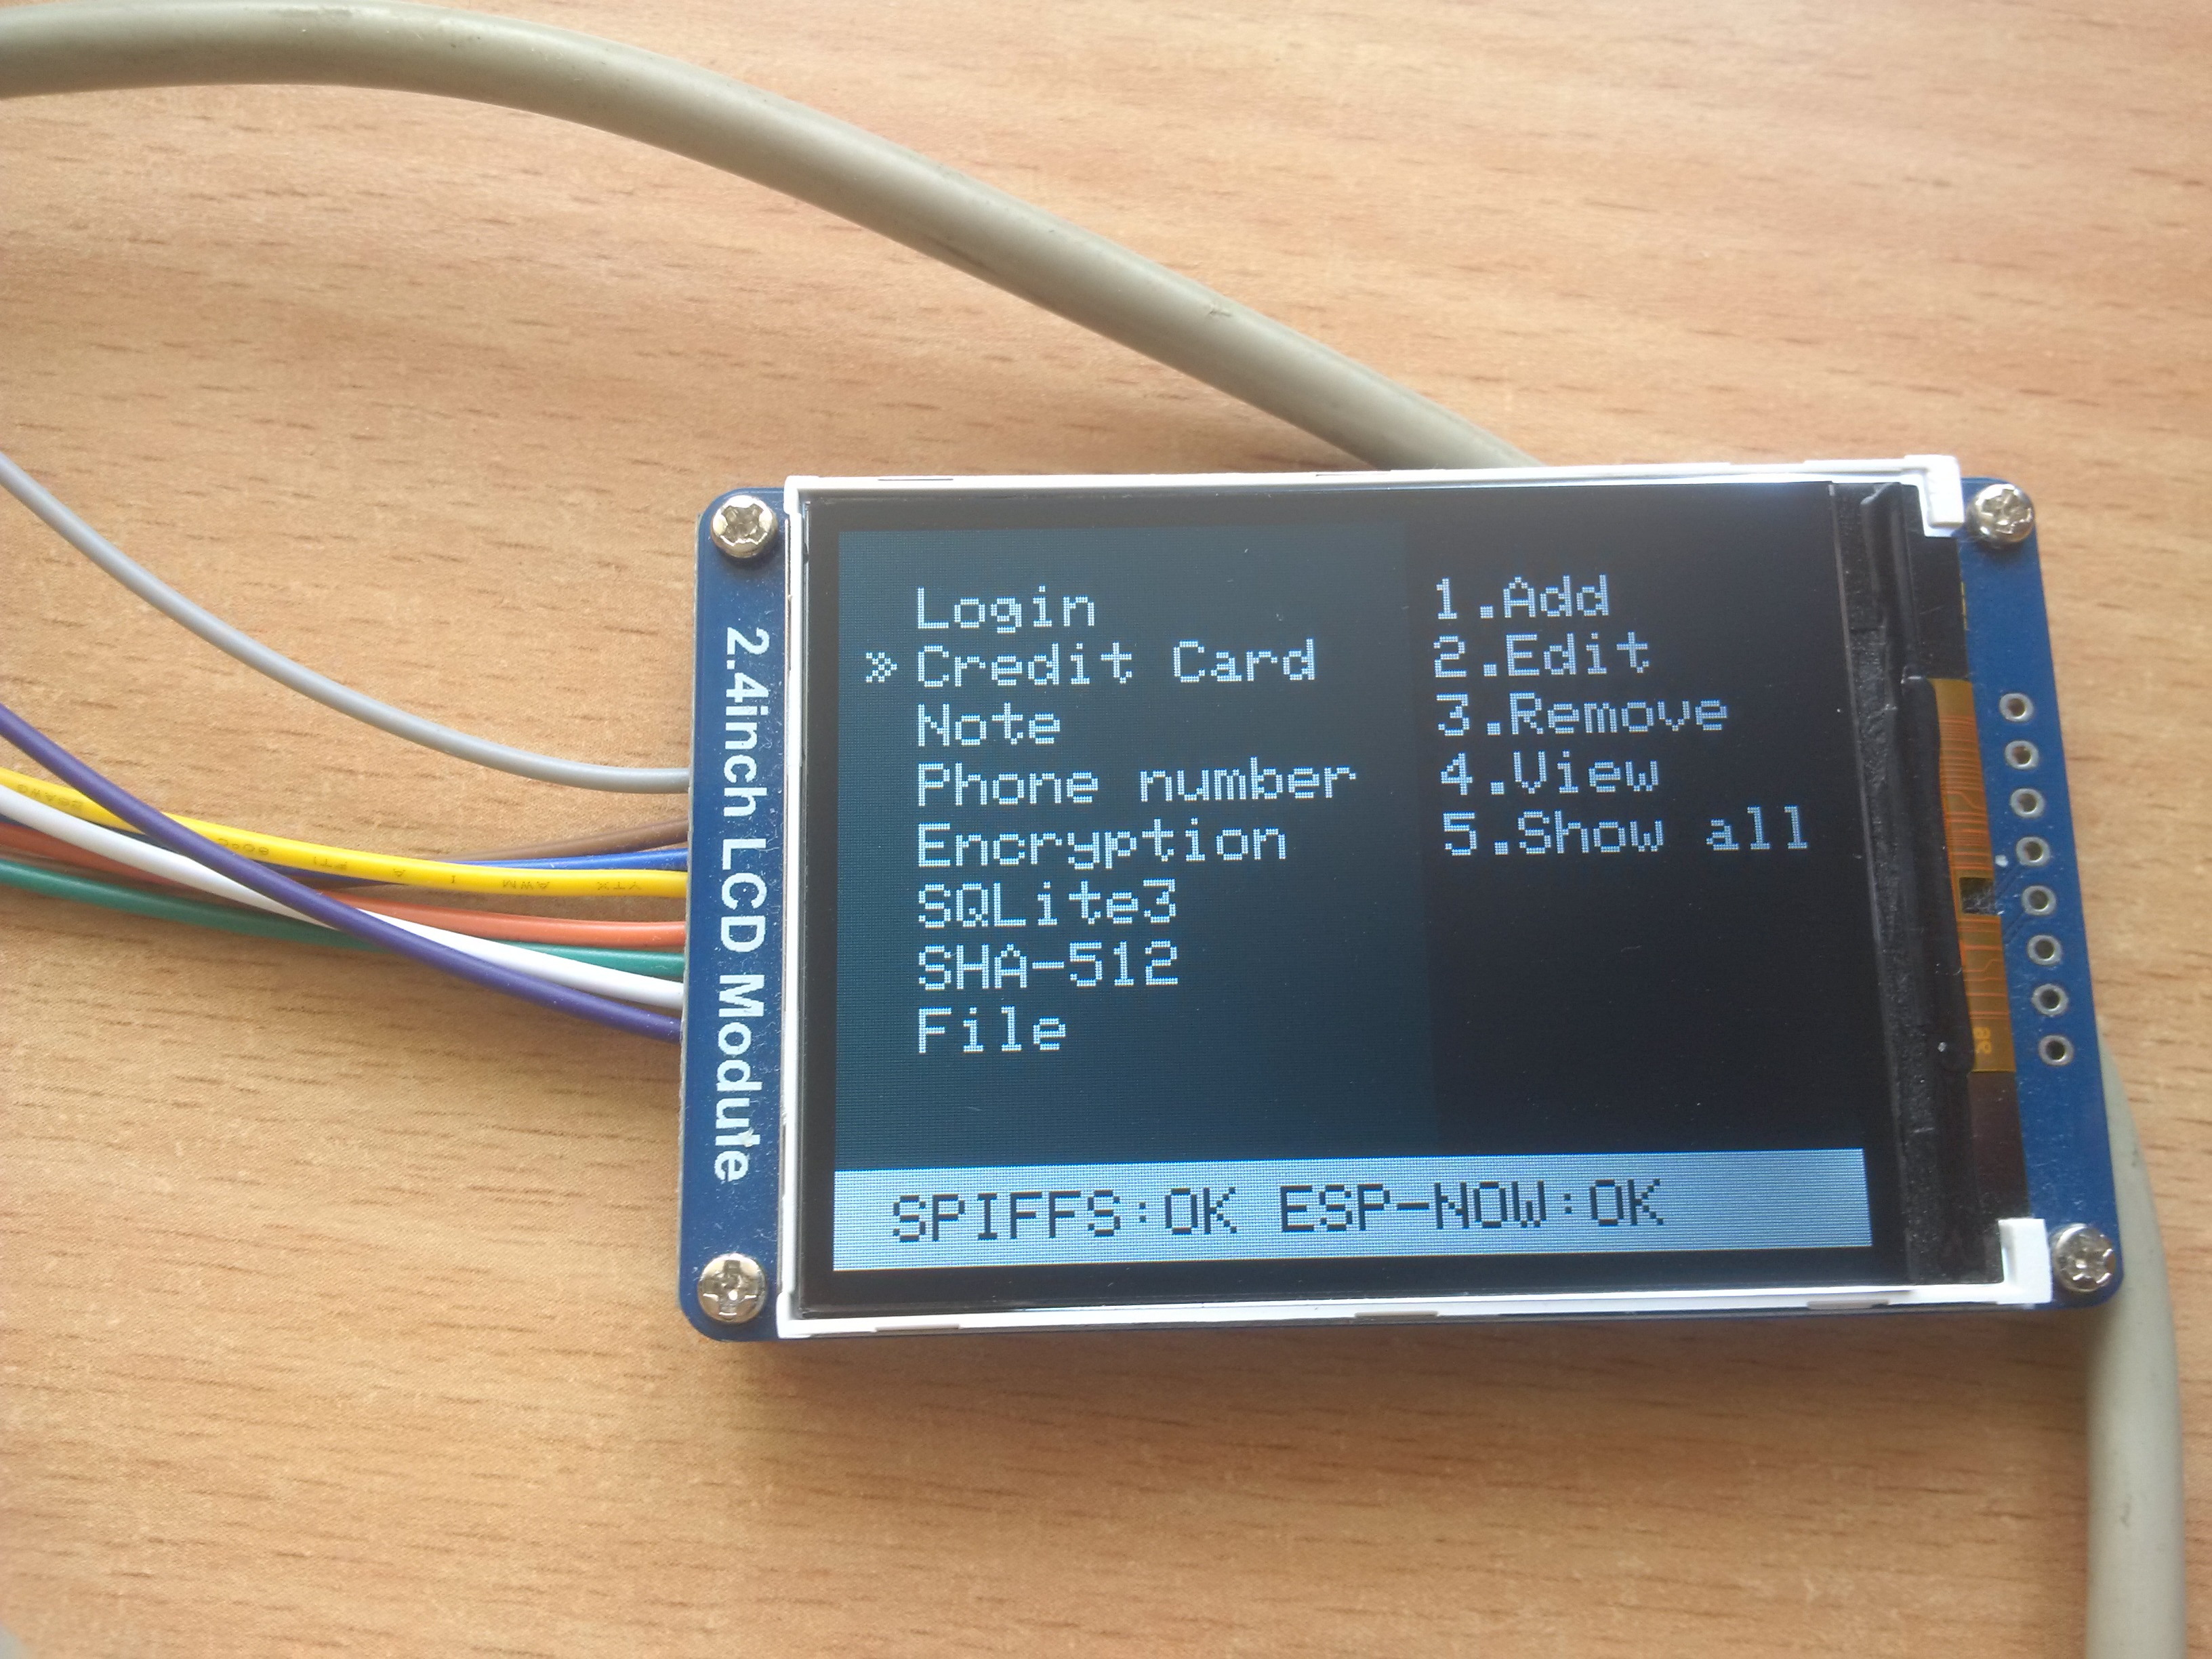 2.4inch LCD Module
Login
» Credit Card
Note
Phone number
Encryption
SQLite3
SHA-512
File
1.Add
2.Edit
3.Remove
4.View
5.Show all
SPIFFS:OK ESP-NOW:OK